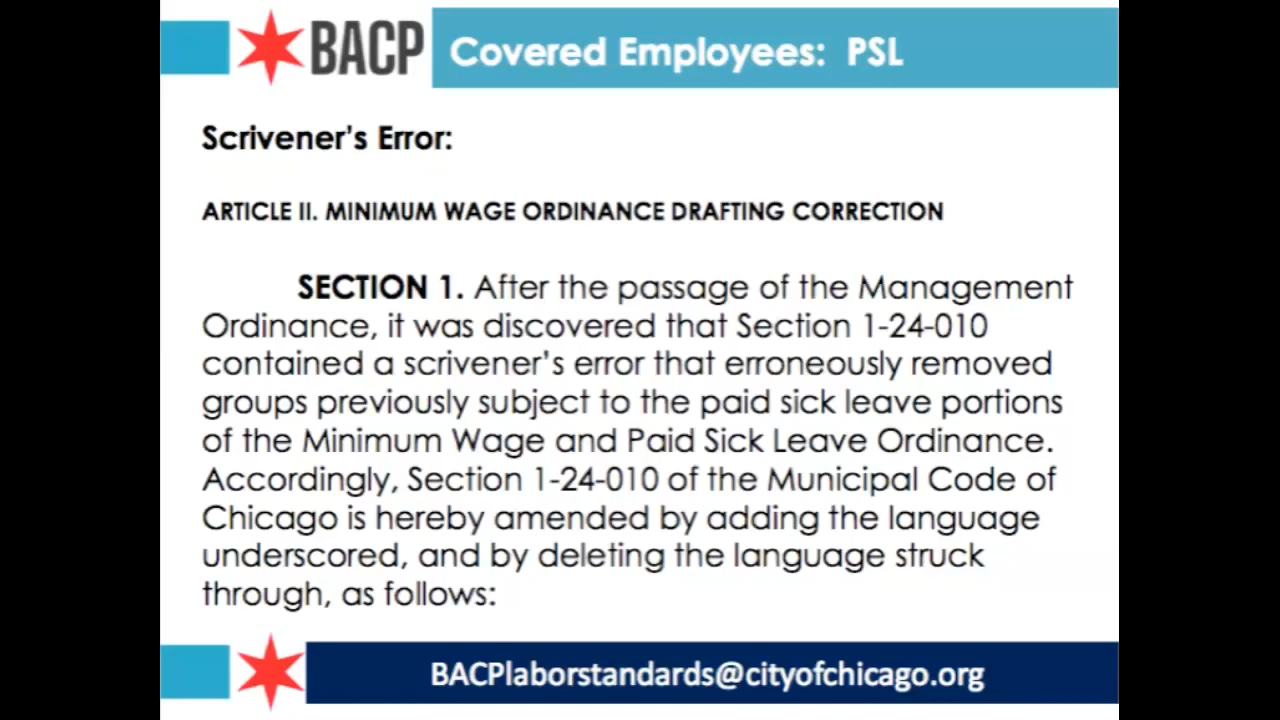 BACP Covered Employees: PSL
Scrivener's Error:
ARTICLE II. MINIMUM WAGE ORDINANCE DRAFTING CORRECTION
SECTION 1. After the passage of the Management
Ordinance, it was discovered that Section 1-24-010
contained a scrivener's error that erroneously removed
groups previously subject to the paid sick leave portions
of the Minimum Wage and Paid Sick Leave Ordinance.
Accordingly, Section 1-24-010 of the Municipal Code of
Chicago is hereby amended by adding the language
underscored, and by deleting the language struck
through, as follows:
BACPlaborstandards@cityofchicago.org